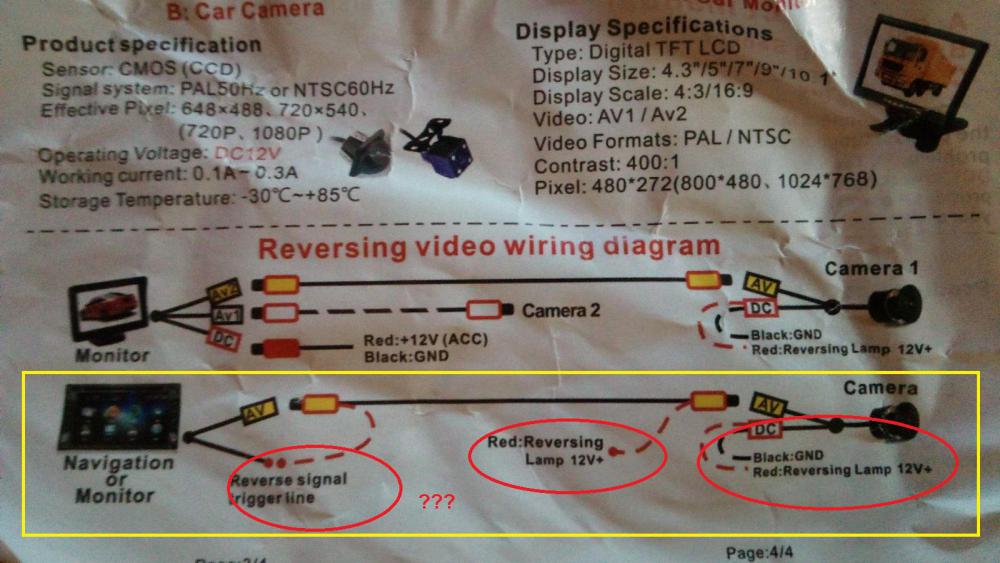 B: Car Camera
Product specification
Sensor: CMOS (CCD)
Signal system: PAL50Hz or NTSC60Hz
Effective Pixel: 648×488、720×540、
(720P、1080P)
Operating Voltage: DC12V
Working current: 0.1A~0.3A
Storage Temperature: -30℃~+85℃
Car Monitor
Display Specifications
Type: Digital TFT LCD
Display Size: 4.3"/5"/7"/9"/10.1"
Display Scale: 4:3/16:9
Video: AV1 / Av2
Video Formats: PAL / NTSC
Contrast: 400:1
Pixel: 480*272(800*480、1024*768)
Reversing video wiring diagram
Monitor
Av2
Av1
DC
Camera 2
Red:+12V (ACC)
Black:GND
Camera 1
AV
DC
Black:GND
Red:Reversing Lamp 12V+
Navigation
or
Monitor
AV
Reverse signal
trigger line
???
Red:Reversing
Lamp 12V+
Camera
AV
DC
Black:GND
Red:Reversing Lamp 12V+
Page:4/4